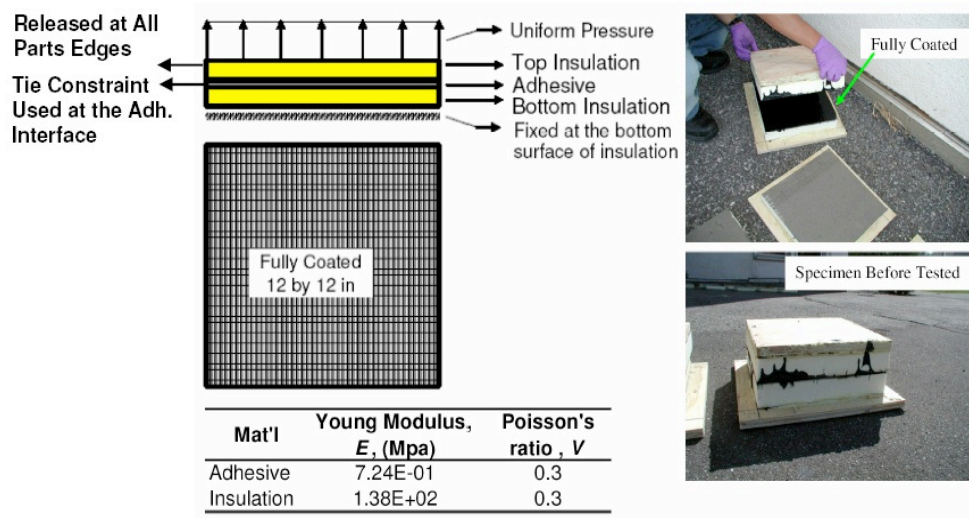 Released at All
Parts Edges
Tie Constraint
Used at the Adh.
Interface
Uniform Pressure
Top Insulation
Adhesive
Bottom Insulation
Fixed at the bottom
surface of insulation
Fully Coated
12 by 12 in
Mat'l Young Modulus, E, (Mpa) Poisson's ratio , V
Adhesive 7.24E-01 0.3
Insulation 1.38E+02 0.3
Fully Coated
Specimen Before Tested